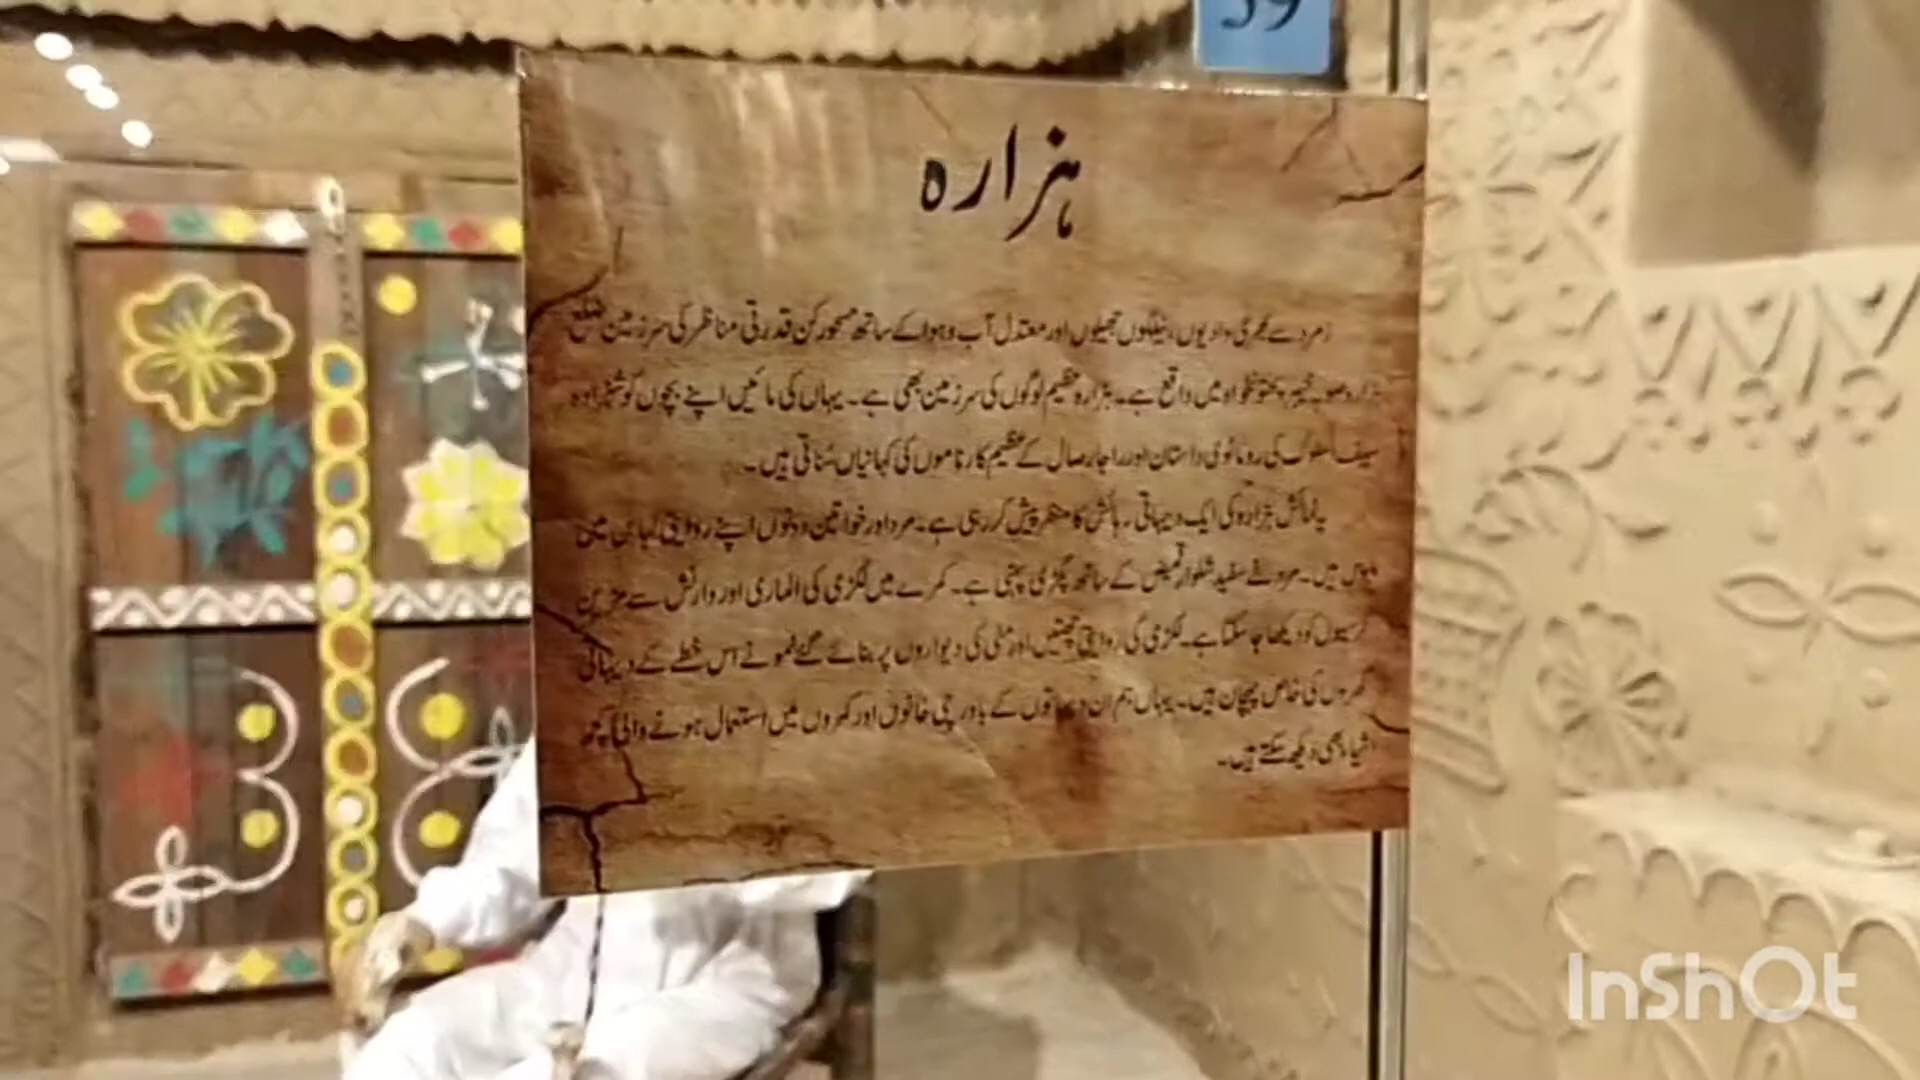 39
ہزارہ
زمرد سے بھری وادیوں، نیلگوں جھیلوں اور معتدل آب و ہوا کے ساتھ مسحور کن قدرتی مناظر کی سرزمین ضلع
ہزارہ صوبہ خیبر پختونخواہ میں واقع ہے۔ ہزارہ عظیم لوگوں کی سرزمین بھی ہے۔ یہاں کی مائیں اپنے بچوں کو شہزادہ
سیف الملوک کی رومانوی داستان اور راجا رسالو کے عظیم کارناموں کی کہانیاں سُناتی ہیں۔
یہ نمائش ہزارہ کی ایک دیہاتی رہائش کا منظر پیش کر رہی ہے۔ مرد اور خواتین دونوں اپنے روایتی لباس میں
ملبوس ہیں۔ مرد نے سفید شلوار قمیض کے ساتھ پگڑی پہنی ہے۔ کمرے میں لکڑی کی الماری اور وارنش سے مزین
کرسیوں کو دیکھا جا سکتا ہے۔ لکڑی کی روایتی چھتیں اور مٹی کی دیواروں پر بنائے گئے نمونے اس خطے کے دیہاتی
گھروں کی خاص پہچان ہیں۔ یہاں ہم ان دیہاتوں کے باورچی خانوں اور کمروں میں استعمال ہونے والی کچھ
اشیاء بھی دیکھ سکتے ہیں۔
InShOt